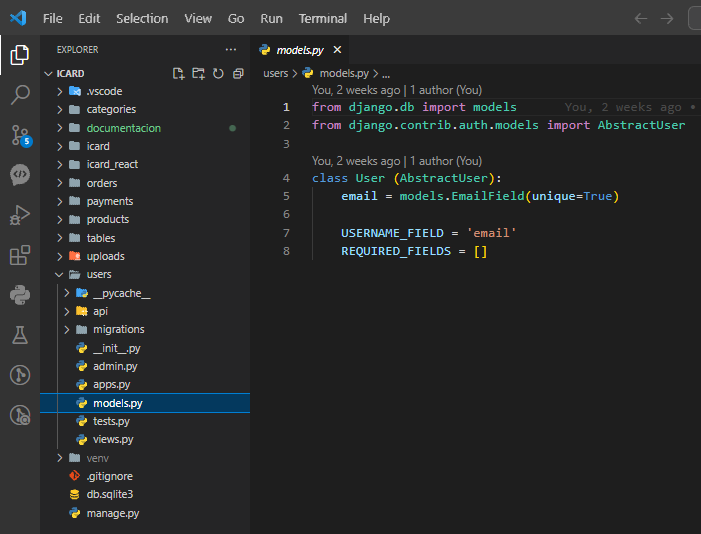 File Edit Selection View Go Run Terminal Help
EXPLORER ...
ICARD
.vscode
categories
documentacion
icard
icard_react
orders
payments
products
tables
uploads
users
__pycache__
api
migrations
__init__.py
admin.py
apps.py
models.py
tests.py
views.py
venv
.gitignore
db.sqlite3
manage.py
5
models.py
users > models.py > ...
You, 2 weeks ago | 1 author (You)
1 from django.db import models You, 2 weeks ago •
2 from django.contrib.auth.models import AbstractUser
3
You, 2 weeks ago | 1 author (You)
4 class User (AbstractUser):
5 email = models.EmailField(unique=True)
6
7 USERNAME_FIELD = 'email'
8 REQUIRED_FIELDS = []